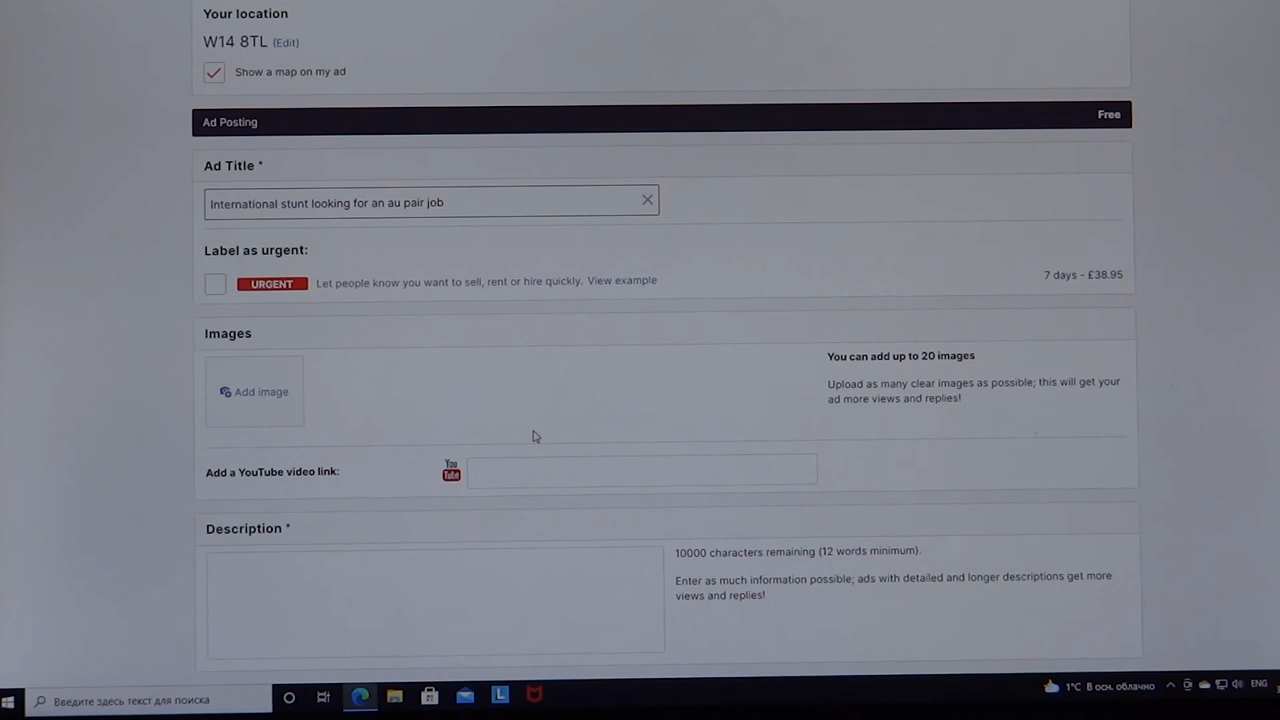 Your location
W14 8TL (Edit)
Show a map on my ad
Ad Posting Free
Ad Title *
International stunt looking for an au pair job
Label as urgent:
URGENT Let people know you want to sell, rent or hire quickly. View example 7 days - £38.95
Images
You can add up to 20 images
Add image
Upload as many clear images as possible; this will get your
ad more views and replies!
Add a YouTube video link:
You
Tube
Description *
10000 characters remaining (12 words minimum).
Enter as much information possible; ads with detailed and longer descriptions get more
views and replies!
Введите здесь текст для поиска
L
1°C В осн. облачно
ENG